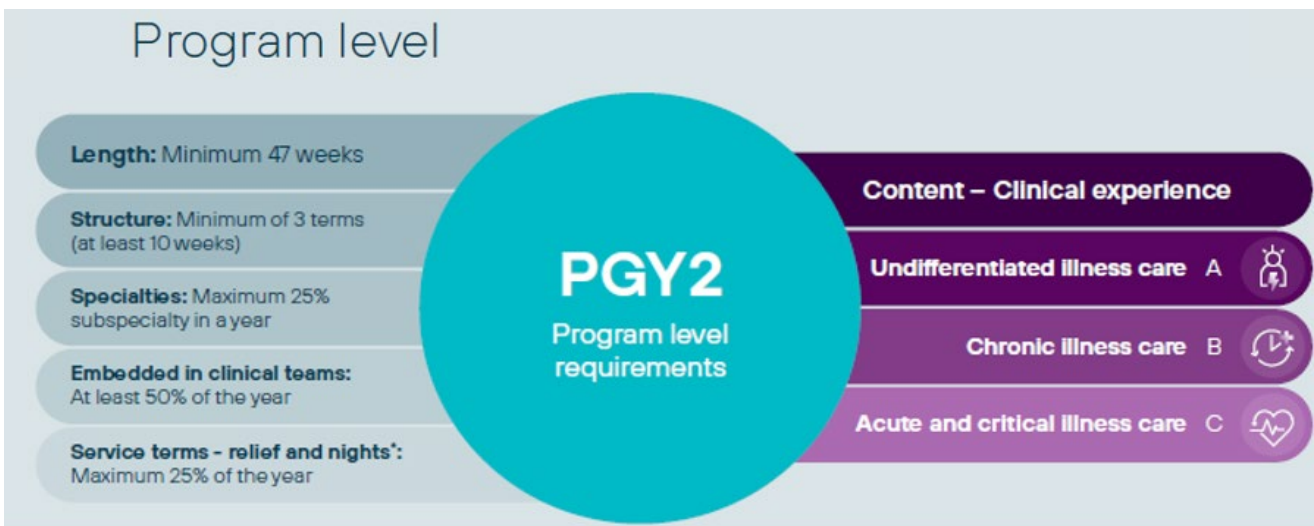 Program level
Length: Minimum 47 weeks
Structure: Minimum of 3 terms
(at least 10 weeks)
Specialties: Maximum 25%
subspecialty in a year
Embedded in clinical teams:
At least 50% of the year
Service terms - relief and nights*:
Maximum 25% of the year
PGY2
Program level
requirements
Content – Clinical experience
Undifferentiated illness care A
Chronic illness care B
Acute and critical illness care C